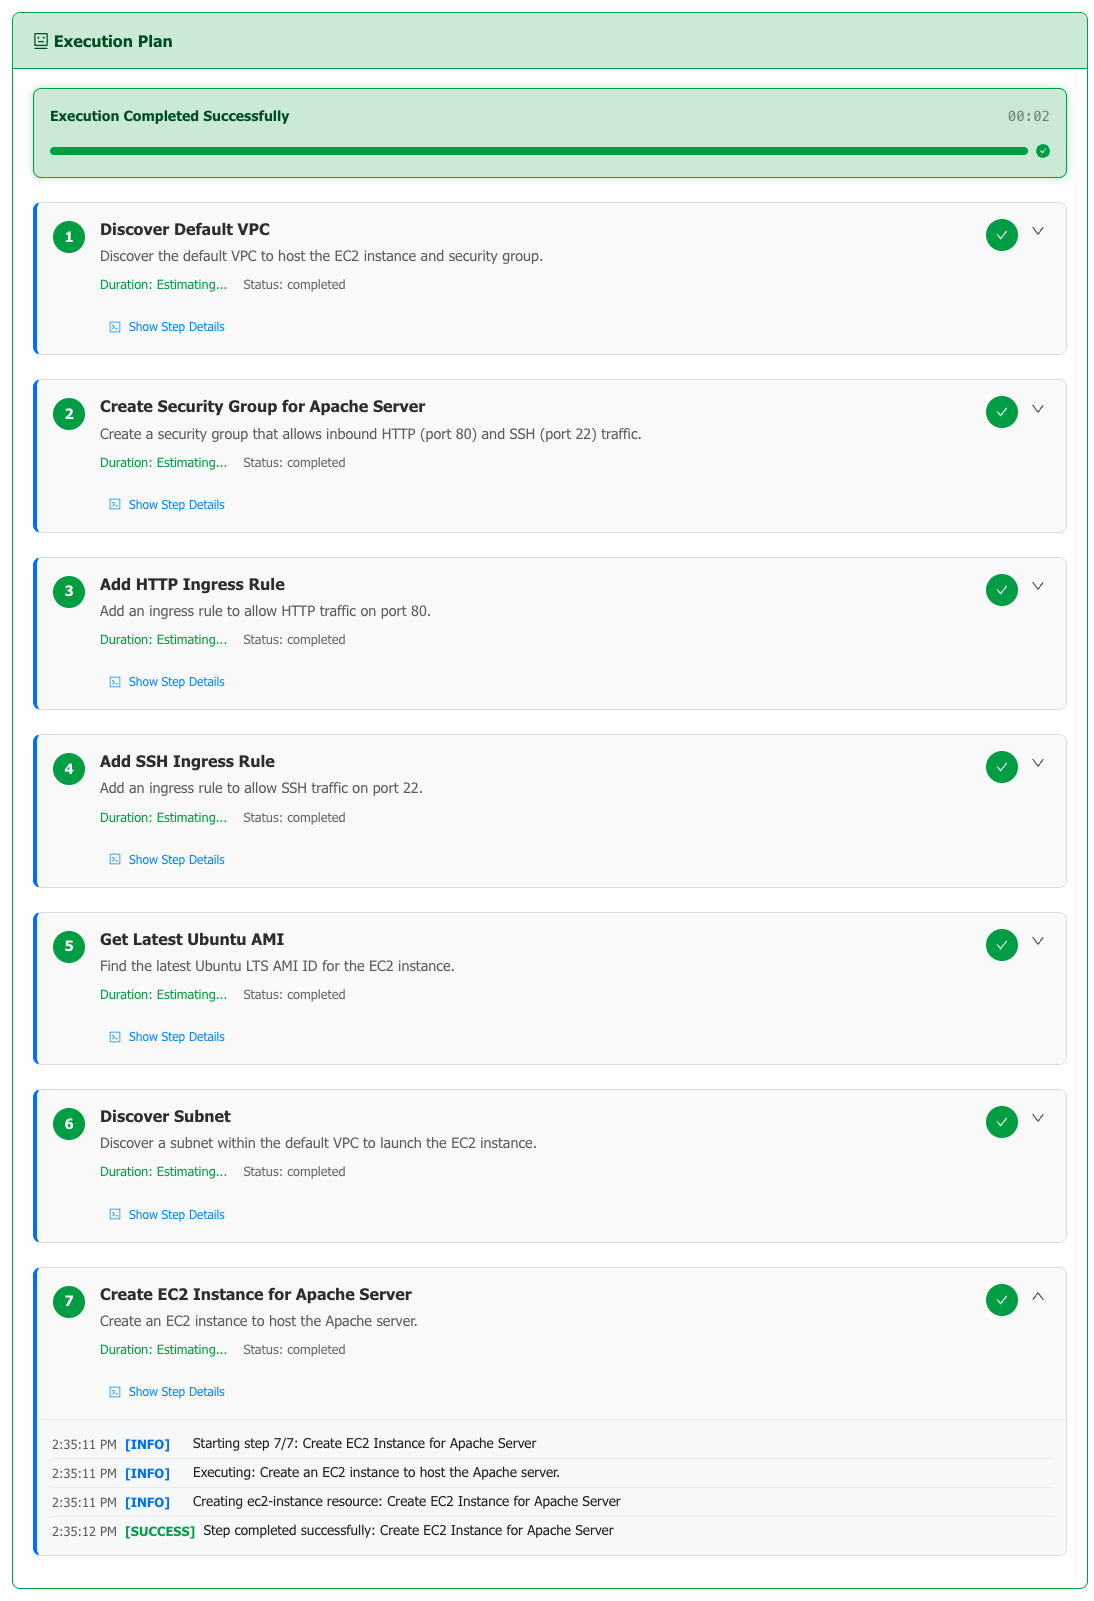 Execution Plan
Execution Completed Successfully 00:02
1 Discover Default VPC
Discover the default VPC to host the EC2 instance and security group.
Duration: Estimating... Status: completed
Show Step Details
2 Create Security Group for Apache Server
Create a security group that allows inbound HTTP (port 80) and SSH (port 22) traffic.
Duration: Estimating... Status: completed
Show Step Details
3 Add HTTP Ingress Rule
Add an ingress rule to allow HTTP traffic on port 80.
Duration: Estimating... Status: completed
Show Step Details
4 Add SSH Ingress Rule
Add an ingress rule to allow SSH traffic on port 22.
Duration: Estimating... Status: completed
Show Step Details
5 Get Latest Ubuntu AMI
Find the latest Ubuntu LTS AMI ID for the EC2 instance.
Duration: Estimating... Status: completed
Show Step Details
6 Discover Subnet
Discover a subnet within the default VPC to launch the EC2 instance.
Duration: Estimating... Status: completed
Show Step Details
7 Create EC2 Instance for Apache Server
Create an EC2 instance to host the Apache server.
Duration: Estimating... Status: completed
Show Step Details
2:35:11 PM [INFO] Starting step 7/7: Create EC2 Instance for Apache Server
2:35:11 PM [INFO] Executing: Create an EC2 instance to host the Apache server.
2:35:11 PM [INFO] Creating ec2-instance resource: Create EC2 Instance for Apache Server
2:35:12 PM [SUCCESS] Step completed successfully: Create EC2 Instance for Apache Server